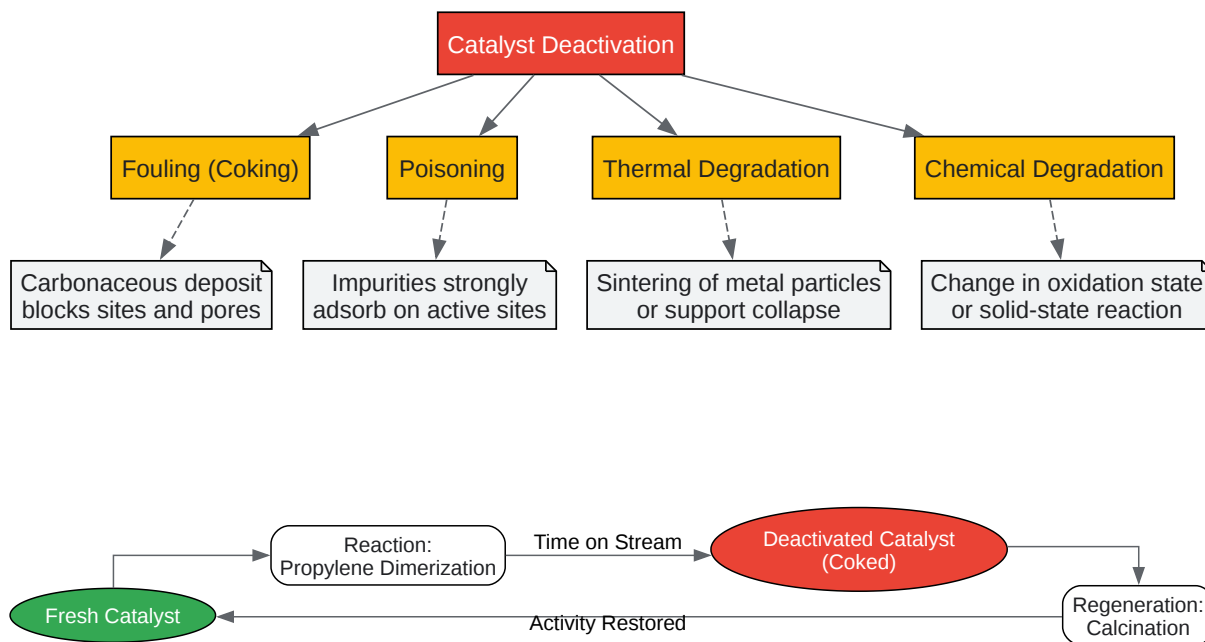 Catalyst Deactivation
Fouling (Coking)
Poisoning
Thermal Degradation
Chemical Degradation
Carbonaceous deposit
blocks sites and pores
Impurities strongly
adsorb on active sites
Sintering of metal particles
or support collapse
Change in oxidation state
or solid-state reaction
Reaction:
Propylene Dimerization
Time on Stream
Deactivated Catalyst
(Coked)
Fresh Catalyst
Activity Restored
Regeneration:
Calcination